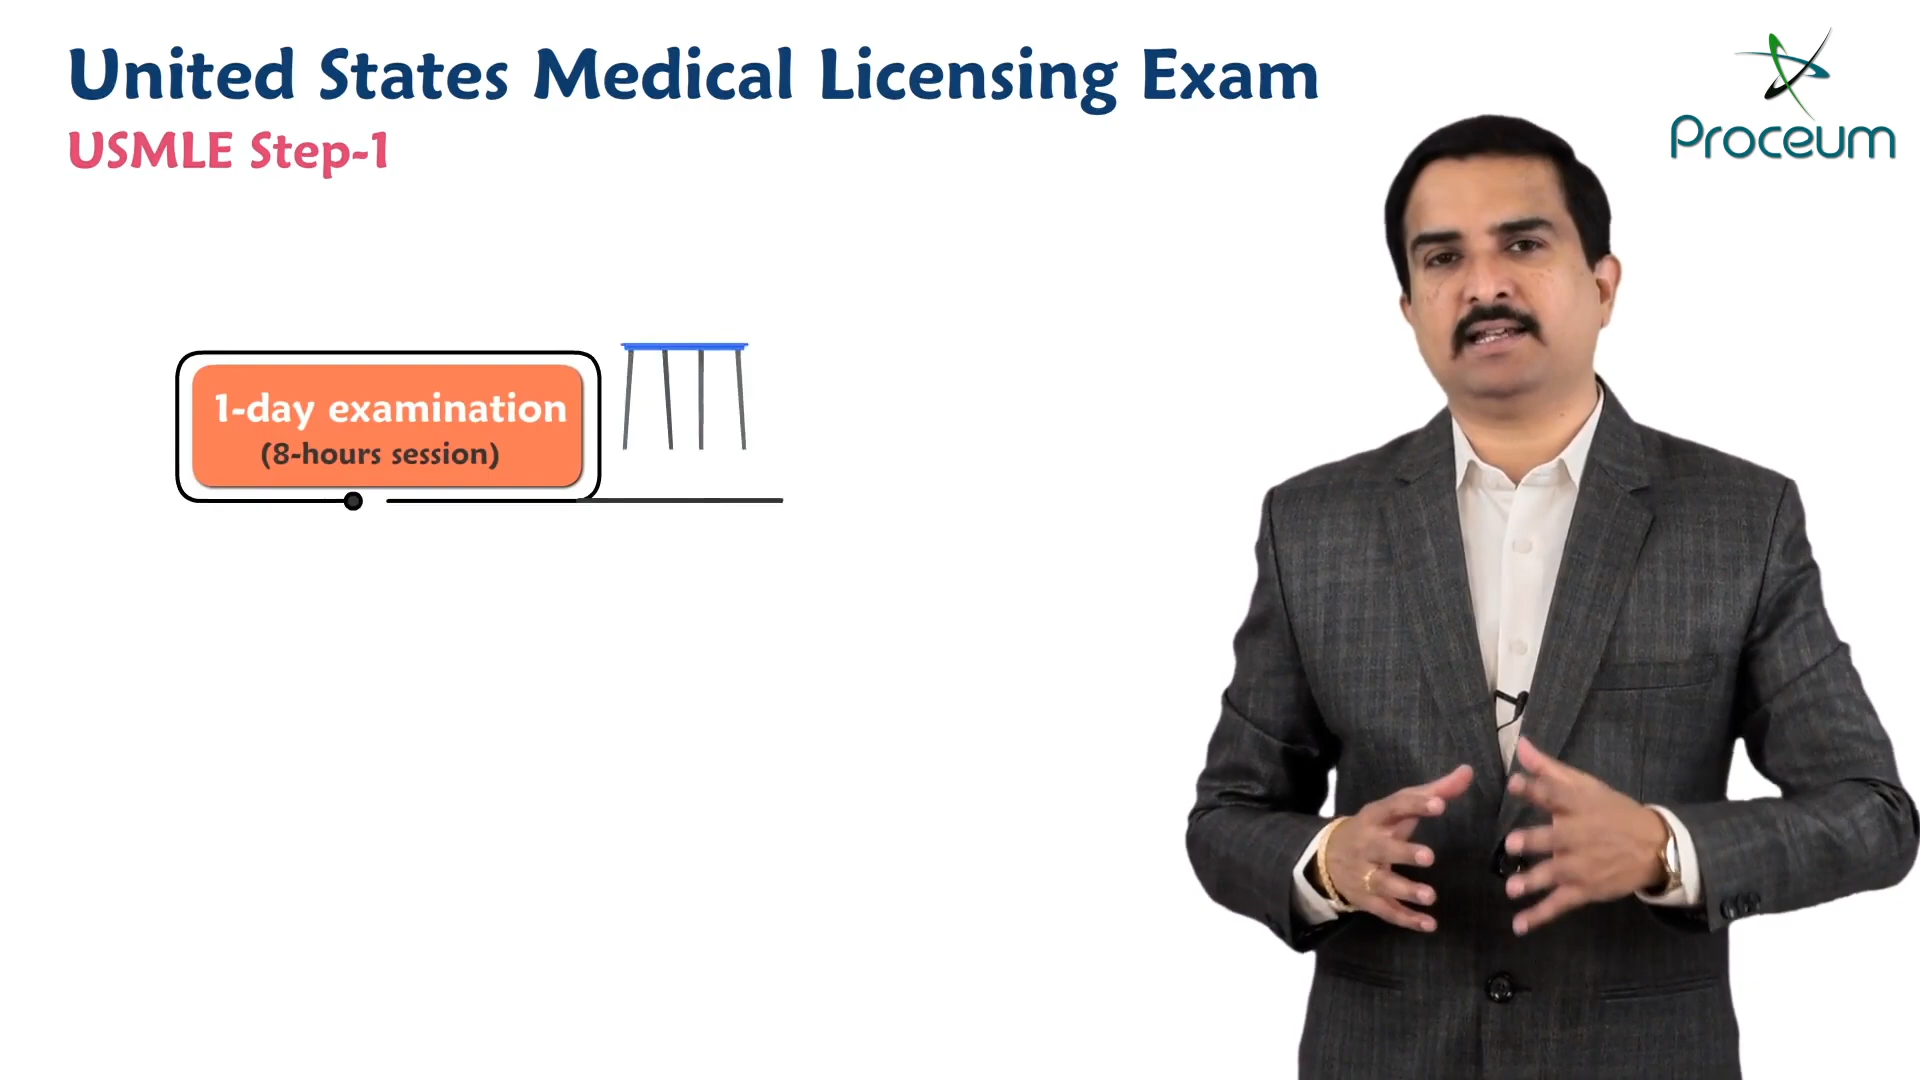 United States Medical Licensing Exam
USMLE Step-1
Proceum
1-day examination
(8-hours session)